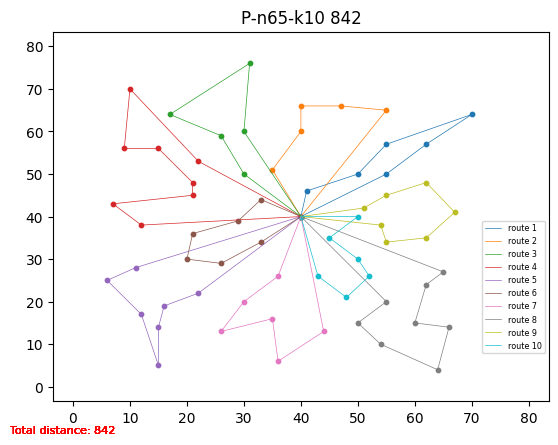 P-n65-k10 842
80
70
60
50
40
30
20
10
0
route 1
route 2
route 3
route 4
route 5
route 6
route 7
route 8
route 9
route 10
0 10 20 30 40 50 60 70 80
Total distance: 842